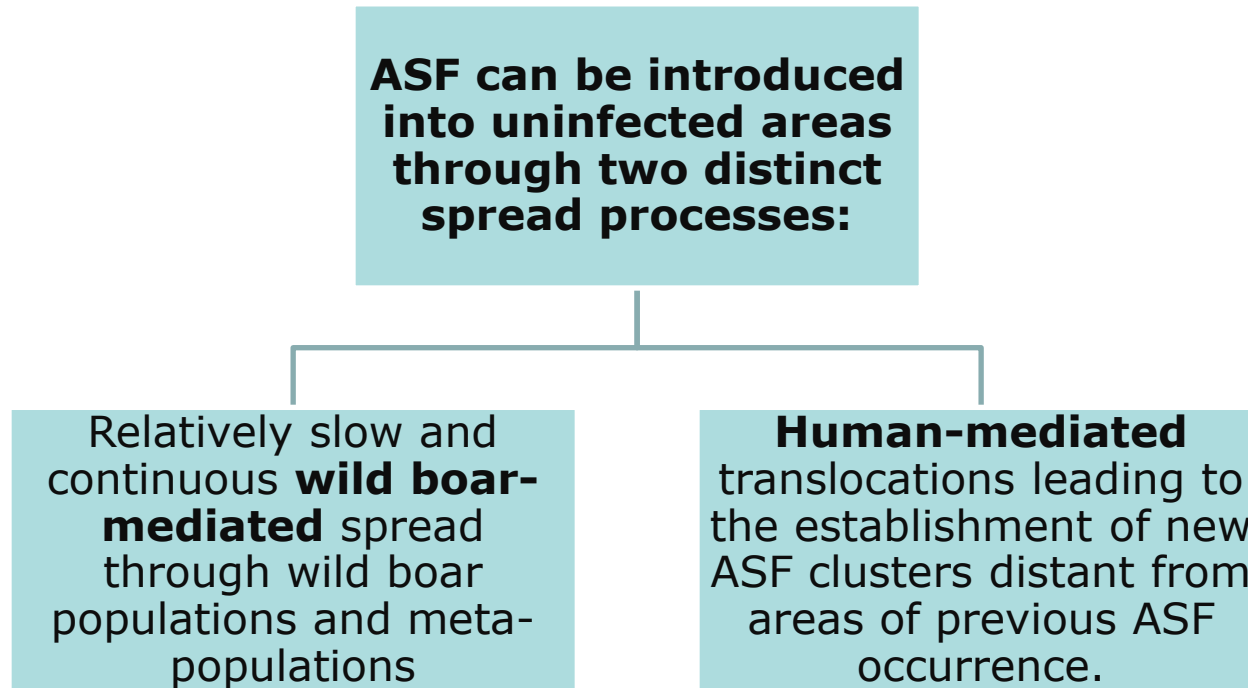 ASF can be introduced
into uninfected areas
through two distinct
spread processes:
Relatively slow and
continuous wild boar-
mediated spread
through wild boar
populations and meta-
populations
Human-mediated
translocations leading to
the establishment of new
ASF clusters distant from
areas of previous ASF
occurrence.